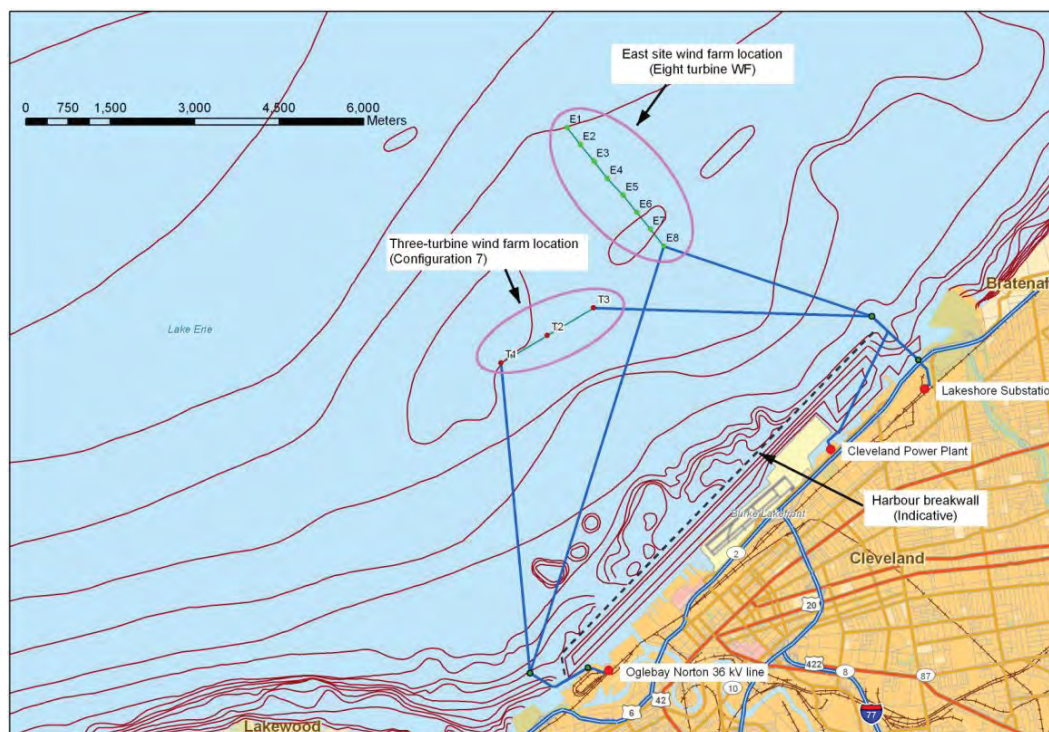 East site wind farm location
(Eight turbine WF)
0 750 1,500 3,000 4,500 6,000
Meters
E1
E2
E3
E4
E5
E6
E7
E8
Three-turbine wind farm location
(Configuration 7)
T3
T2
T1
Lake Erie
Bratenah
Lakeshore Substatio
Cleveland Power Plant
Harbour breakwall
(Indicative)
Burke Lakefront
2
Cleveland
20
Oglebay Norton 36 kV line
422
8
87
10
42
6
77
Lakewood